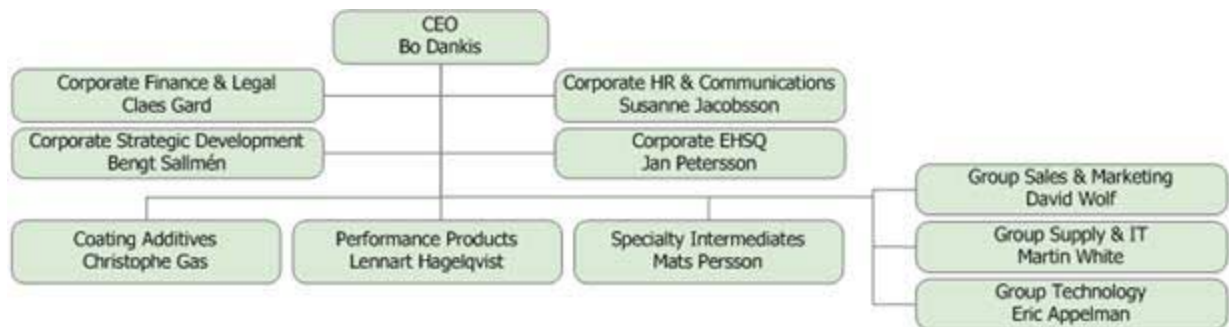 CEO
Bo Dankis
Corporate Finance & Legal
Claes Gard
Corporate HR & Communications
Susanne Jacobsson
Corporate Strategic Development
Bengt Sallmén
Corporate EHSQ
Jan Petersson
Group Sales & Marketing
David Wolf
Coating Additives
Christophe Gas
Performance Products
Lennart Hagelqvist
Specialty Intermediates
Mats Persson
Group Supply & IT
Martin White
Group Technology
Eric Appelman